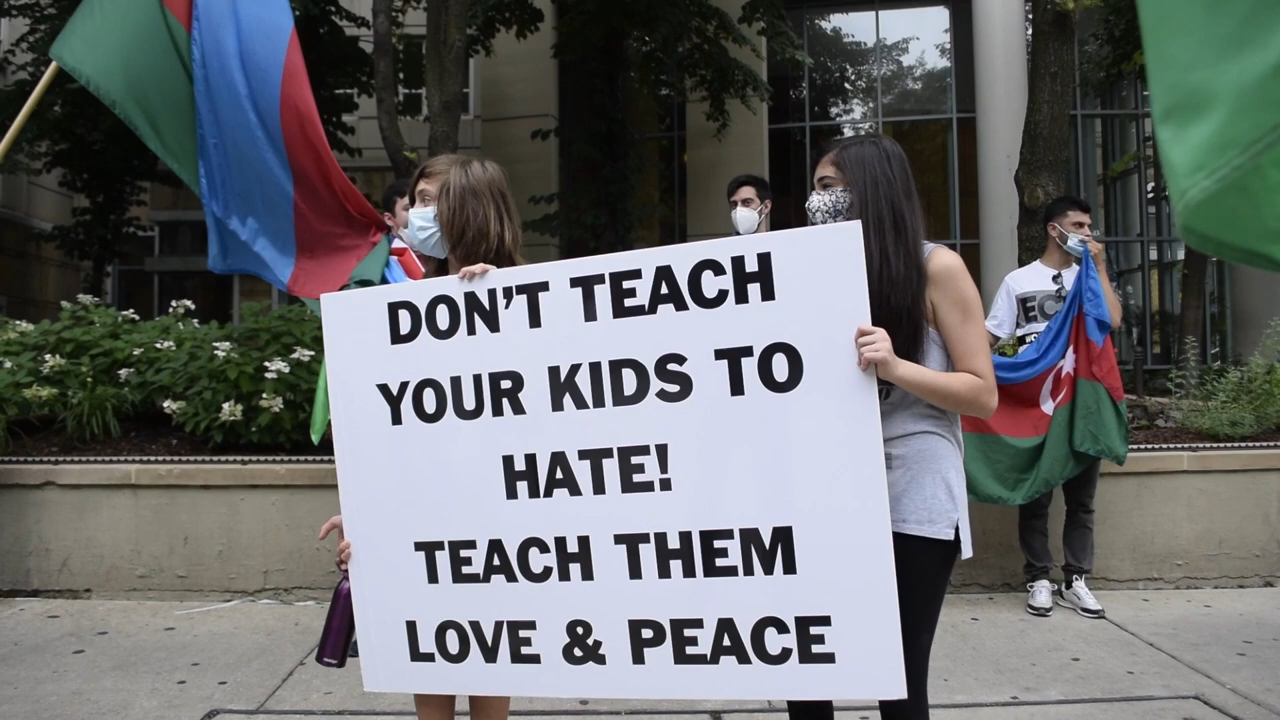 DON'T TEACH
YOUR KIDS TO
HATE!
TEACH THEM
LOVE & PEACE